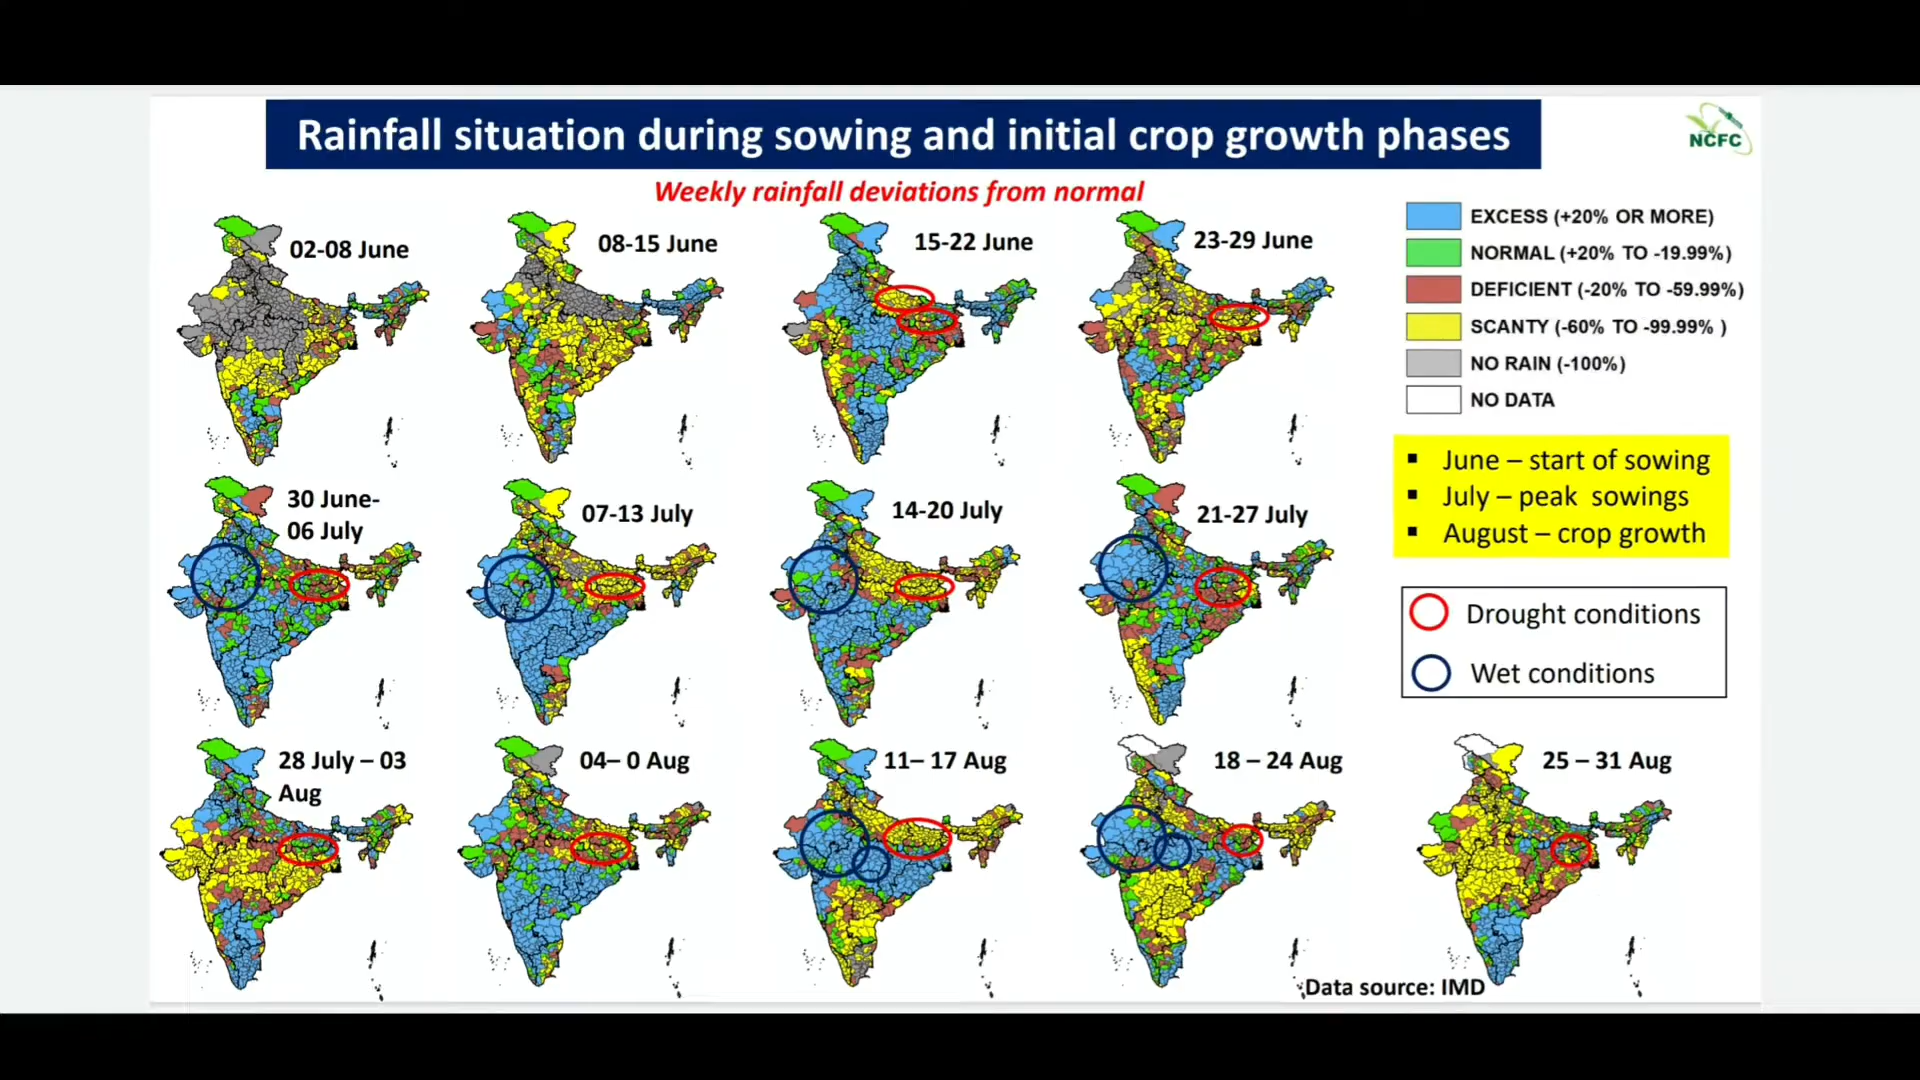 Rainfall situation during sowing and initial crop growth phases
NCFC
Weekly rainfall deviations from normal
02-08 June
08-15 June
15-22 June
23-29 June
EXCESS (+20% OR MORE)
NORMAL (+20% TO -19.99%)
DEFICIENT (-20% TO -59.99%)
SCANTY (-60% TO -99.99% )
NO RAIN (-100%)
NO DATA
▪ June – start of sowing
▪ July – peak sowings
▪ August – crop growth
30 June-
06 July
07-13 July
14-20 July
21-27 July
Drought conditions
Wet conditions
28 July – 03
Aug
04– 0 Aug
11– 17 Aug
18 – 24 Aug
25 – 31 Aug
Data source: IMD